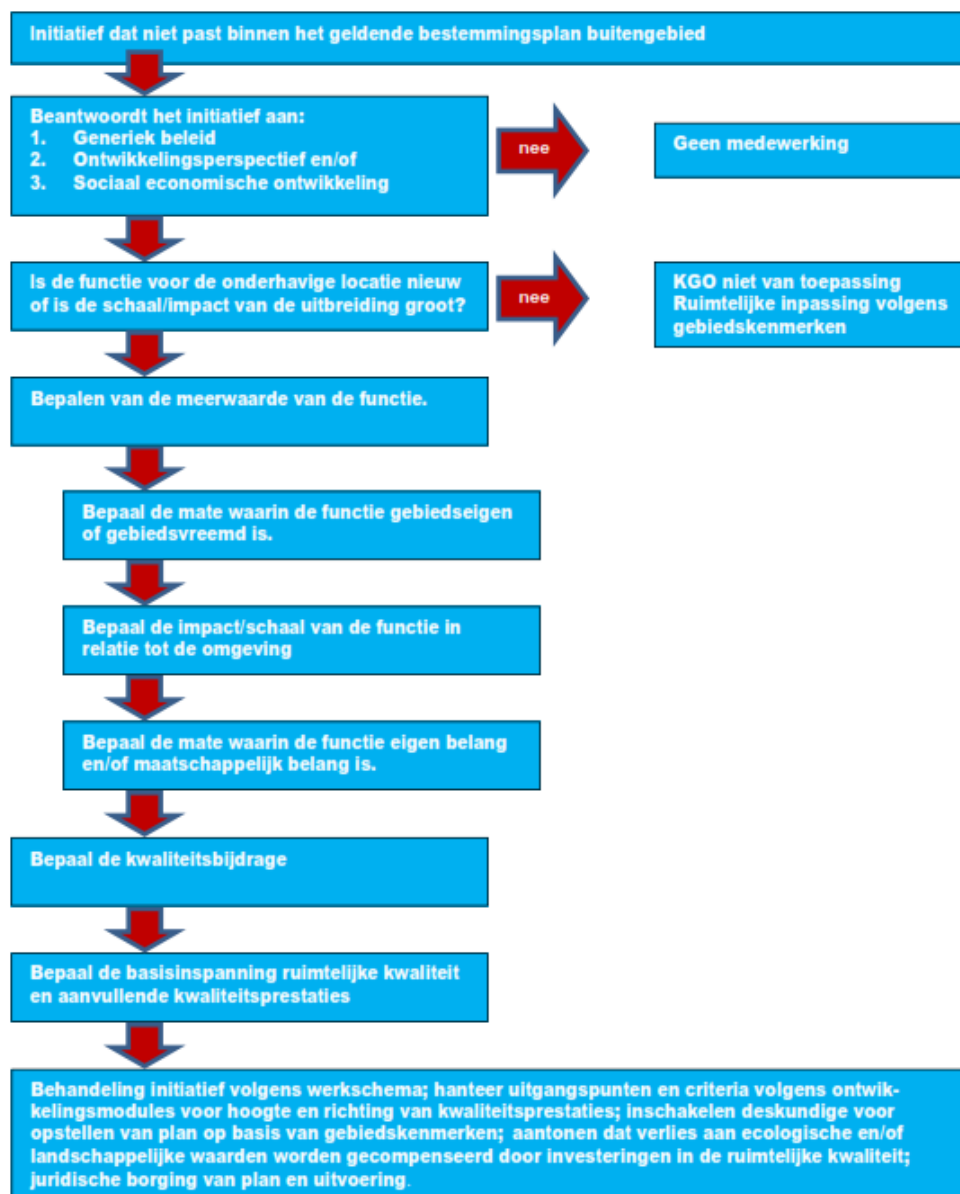 Initiatief dat niet past binnen het geldende bestemmingsplan buitengebied
Beantwoordt het initiatief aan:
1. Generiek beleid
2. Ontwikkelingsperspectief en/of
3. Sociaal economische ontwikkeling
nee
Geen medewerking
Is de functie voor de onderhavige locatie nieuw
of is de schaal/impact van de uitbreiding groot?
nee
KGO niet van toepassing
Ruimtelijke inpassing volgens
gebiedskenmerken
Bepalen van de meerwaarde van de functie.
Bepaal de mate waarin de functie gebiedseigen
of gebiedsvreemd is.
Bepaal de impact/schaal van de functie in
relatie tot de omgeving
Bepaal de mate waarin de functie eigen belang
en/of maatschappelijk belang is.
Bepaal de kwaliteitsbijdrage
Bepaal de basisinspanning ruimtelijke kwaliteit
en aanvullende kwaliteitsprestaties
Behandeling initiatief volgens werkschema; hanteer uitgangspunten en criteria volgens ontwik-
kelingsmodules voor hoogte en richting van kwaliteitsprestaties; inschakelen deskundige voor
opstellen van plan op basis van gebiedskenmerken; aantonen dat verlies aan ecologische en/of
landschappelijke waarden worden gecompenseerd door investeringen in de ruimtelijke kwaliteit;
juridische borging van plan en uitvoering.